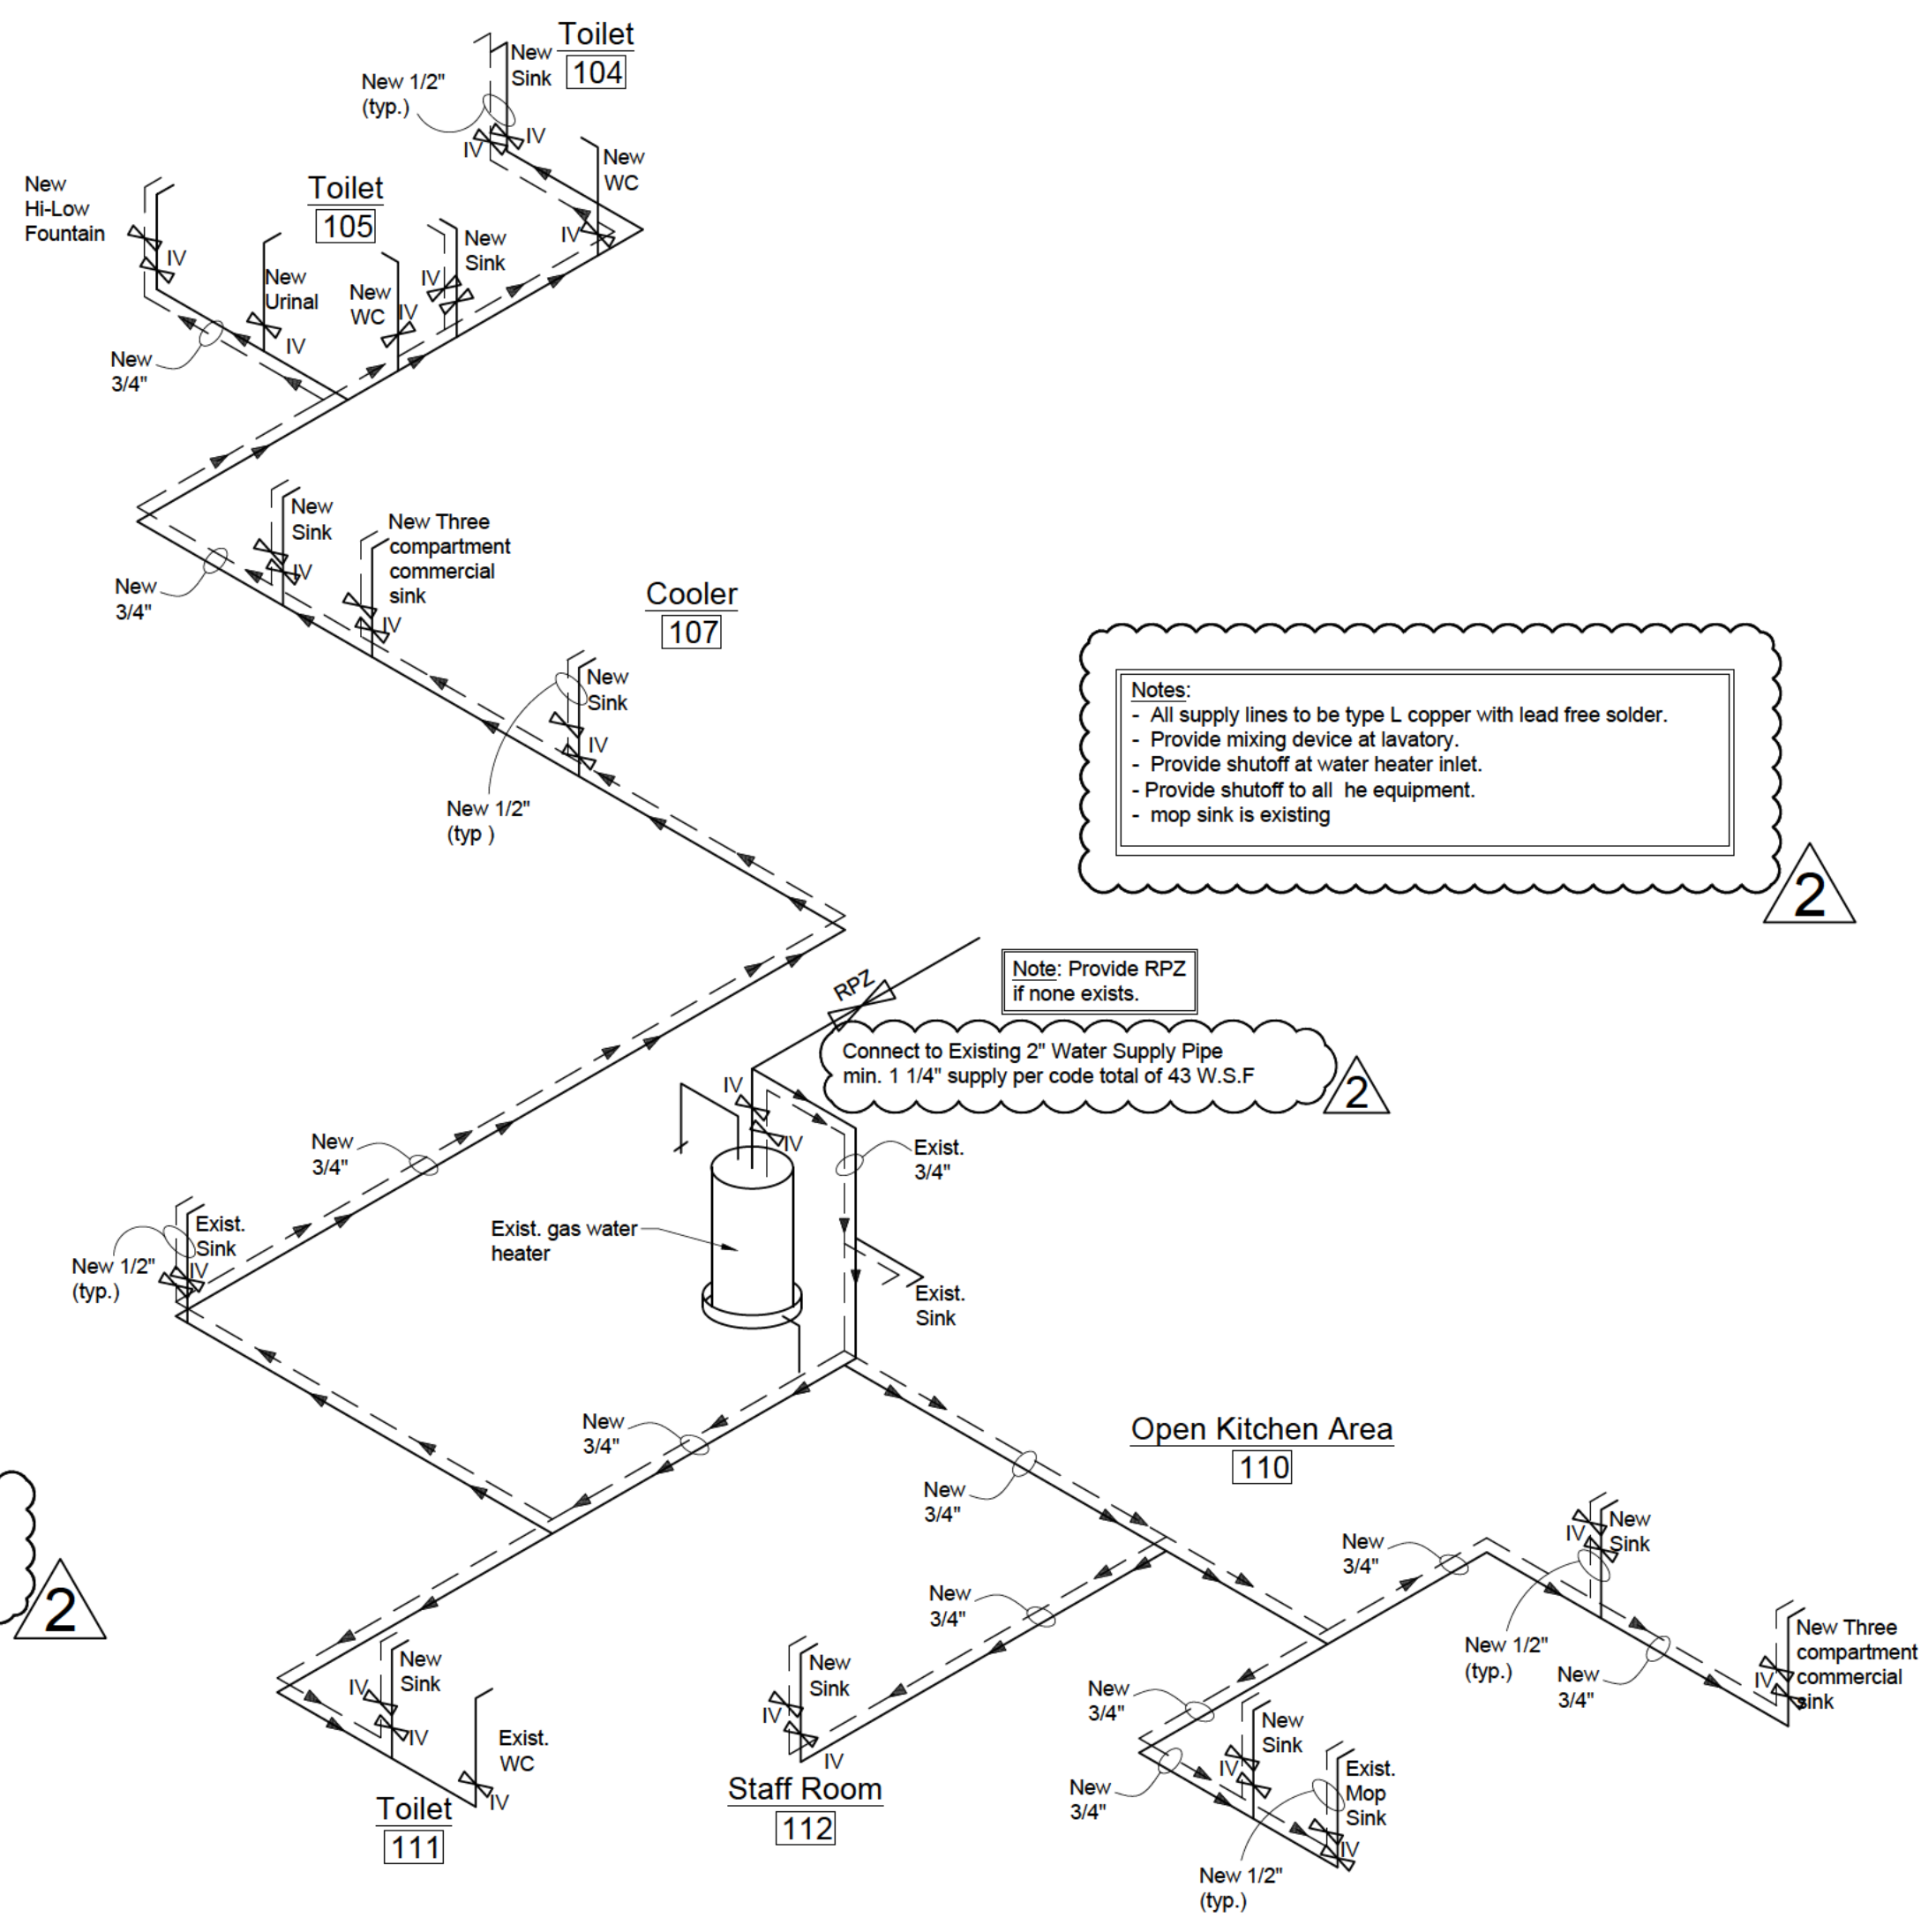 Toilet
104
New
Sink
New 1/2"
(typ.)
IV
IV
New
WC
IV
New
Hi-Low
Fountain
IV
Toilet
105
New
Urinal
IV
New
WC
IV
New
Sink
IV
New
3/4"
New
Sink
IV
New Three
compartment
commercial
sink
IV
New
3/4"
Cooler
107
New
Sink
IV
New 1/2"
(typ )
Notes:
- All supply lines to be type L copper with lead free solder.
- Provide mixing device at lavatory.
- Provide shutoff at water heater inlet.
- Provide shutoff to all he equipment.
- mop sink is existing
2
RPZ
Note: Provide RPZ
if none exists.
Connect to Existing 2" Water Supply Pipe
min. 1 1/4" supply per code total of 43 W.S.F
2
IV
IV
Exist.
3/4"
New
3/4"
Exist. gas water
heater
Exist.
Sink
Exist.
Sink
IV
New 1/2"
(typ.)
New
3/4"
Open Kitchen Area
110
New
3/4"
New
3/4"
New
3/4"
New
Sink
IV
New 1/2"
(typ.)
New
3/4"
New Three
compartment
commercial
sink
IV
2
New
Sink
IV
IV
Exist.
WC
IV
Toilet
111
New
Sink
IV
IV
Staff Room
112
New
3/4"
New
3/4"
New
Sink
IV
Exist.
Mop
Sink
IV
New 1/2"
(typ.)